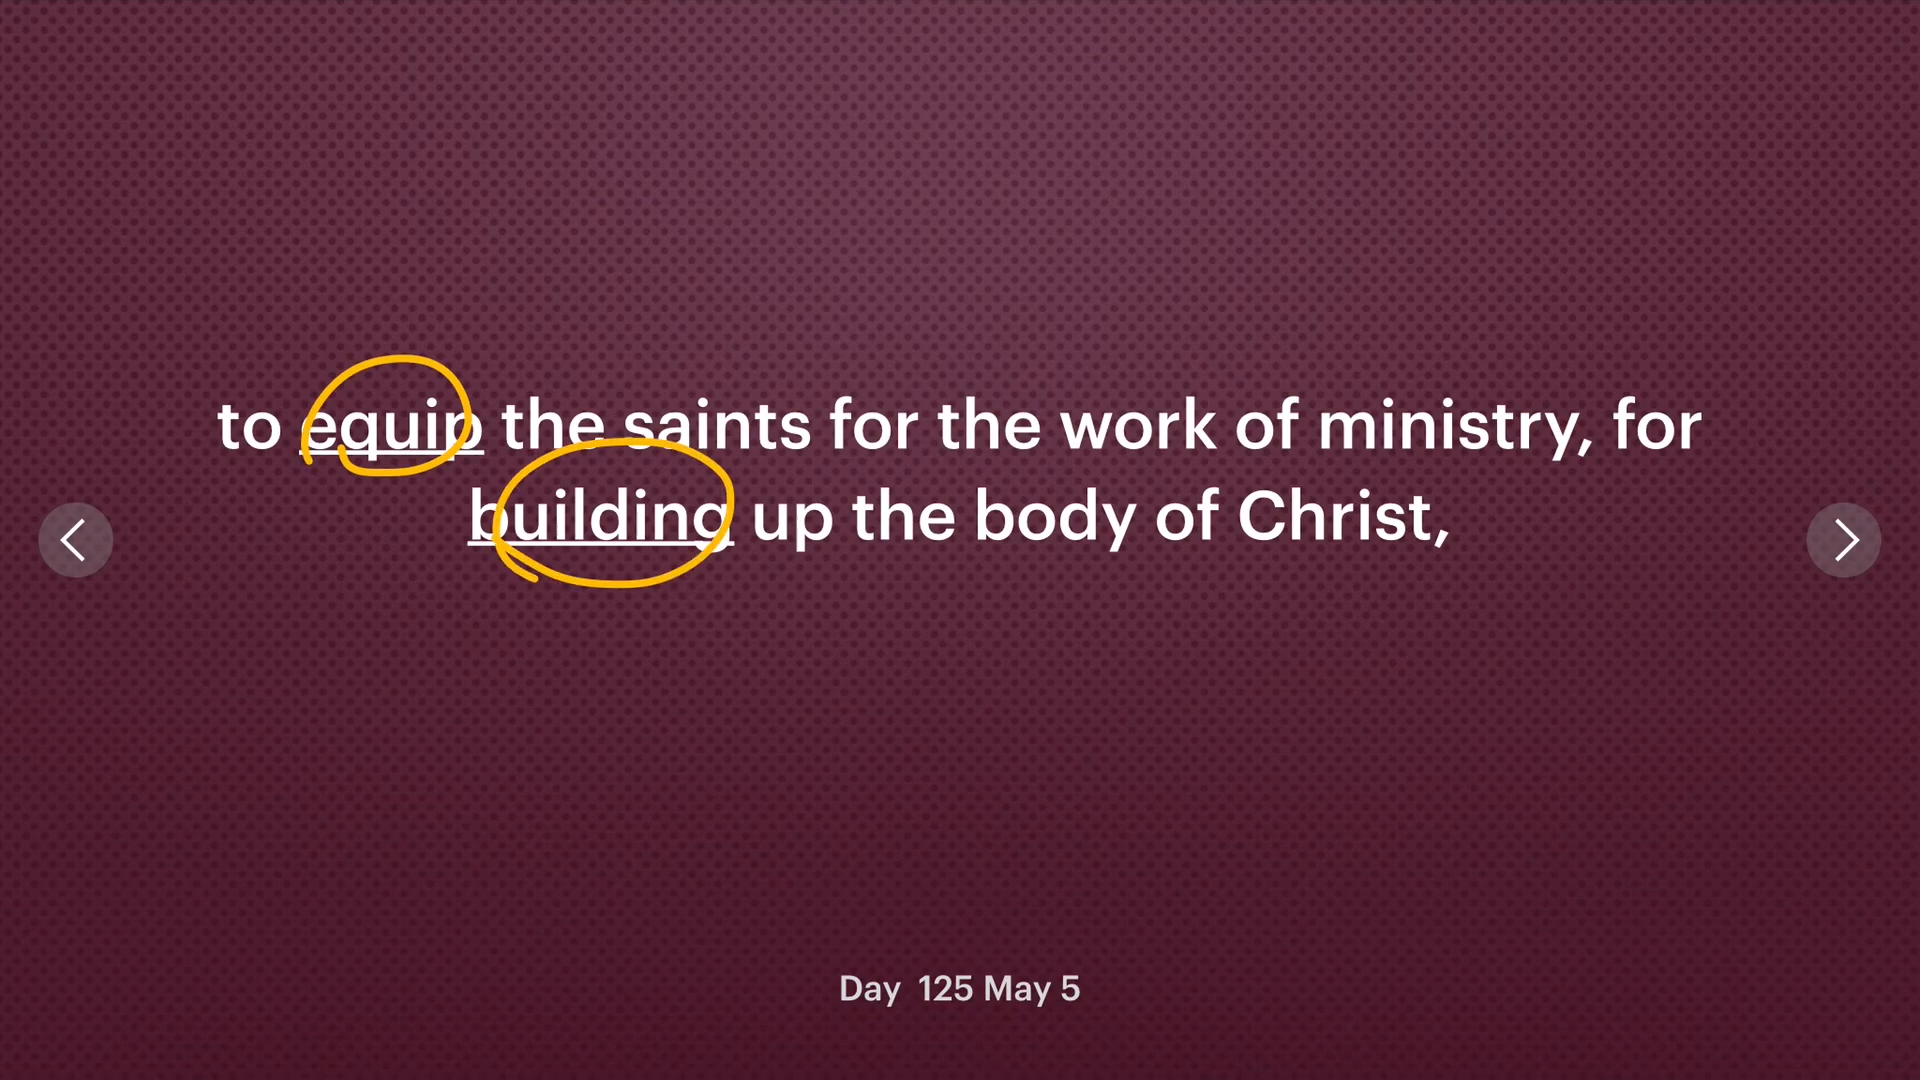 to equip the saints for the work of ministry, for
building up the body of Christ,
Day 125 May 5